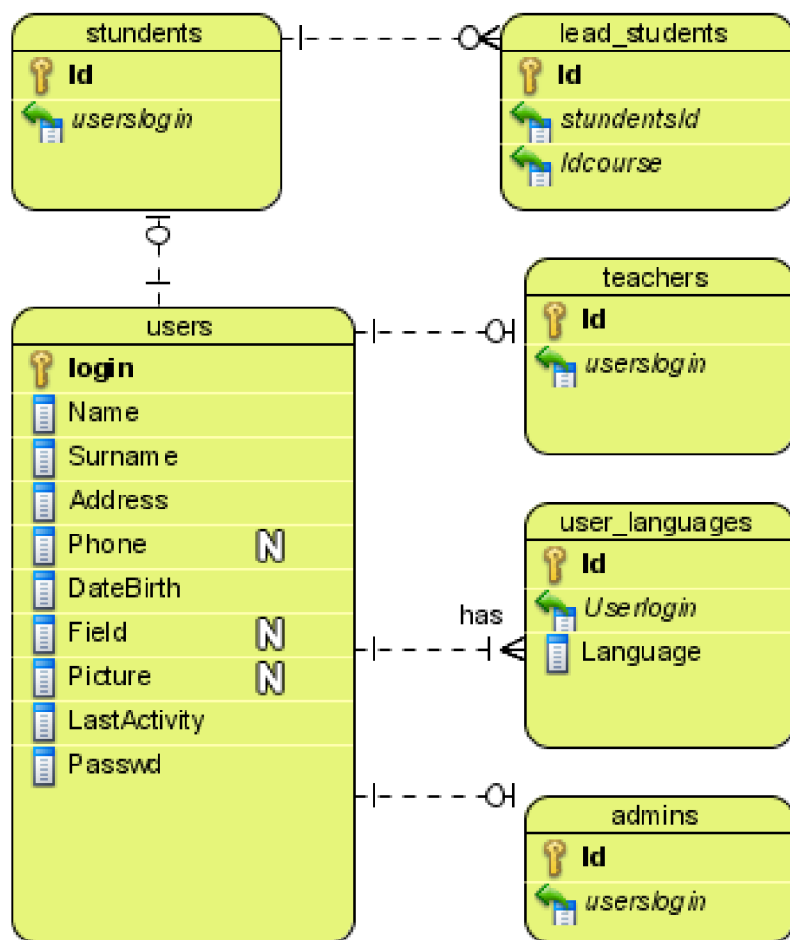 stundents
Id
userslogin
lead_students
Id
stundentsId
Idcourse
users
login
Name
Surname
Address
Phone N
DateBirth
Field N
Picture N
LastActivity
Passwd
teachers
Id
userslogin
has
user_languages
Id
Userlogin
Language
admins
Id
userslogin